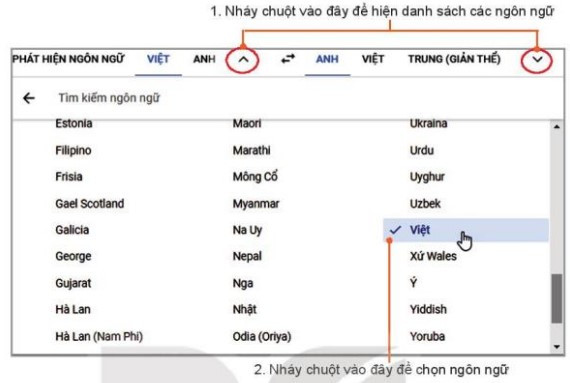 1. Nháy chuột vào đây để hiện danh sách các ngôn ngữ
PHÁT HIỆN NGÔN NGỮ VIỆT ANH ANH VIỆT TRUNG (GIẢN THỂ)
Tìm kiếm ngôn ngữ
Estonia Maori Ukraina
Filipino Marathi Urdu
Frisia Mông Cổ Uyghur
Gael Scotland Myanmar Uzbek
Galicia Na Uy Việt
George Nepal Xứ Wales
Gujarat Nga Ý
Hà Lan Nhật Yiddish
Hà Lan (Nam Phi) Odia (Oriya) Yoruba
2. Nháy chuột vào đây để chọn ngôn ngữ